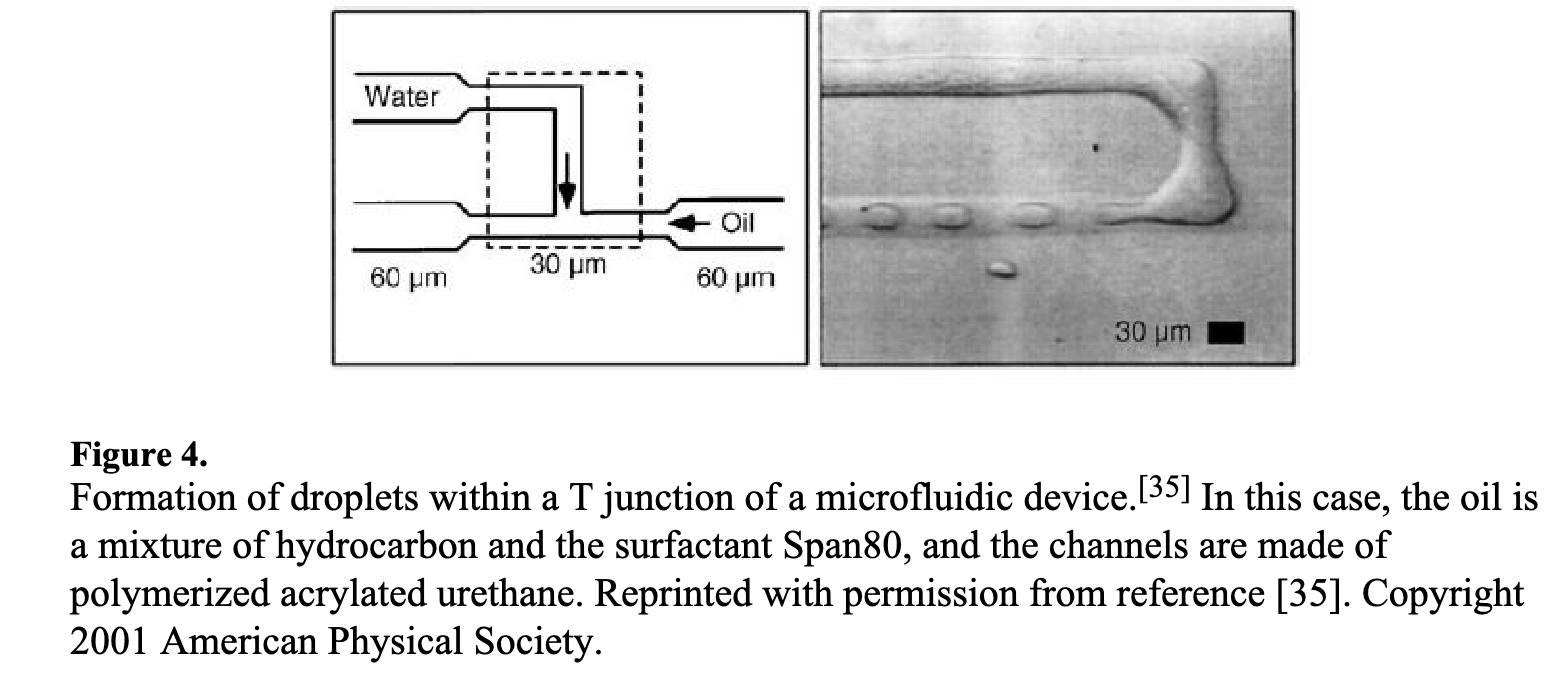 Water
Oil
60 µm
30 µm
60 µm
30 µm
Figure 4.
Formation of droplets within a T junction of a microfluidic device.[35] In this case, the oil is
a mixture of hydrocarbon and the surfactant Span80, and the channels are made of
polymerized acrylated urethane. Reprinted with permission from reference [35]. Copyright
2001 American Physical Society.